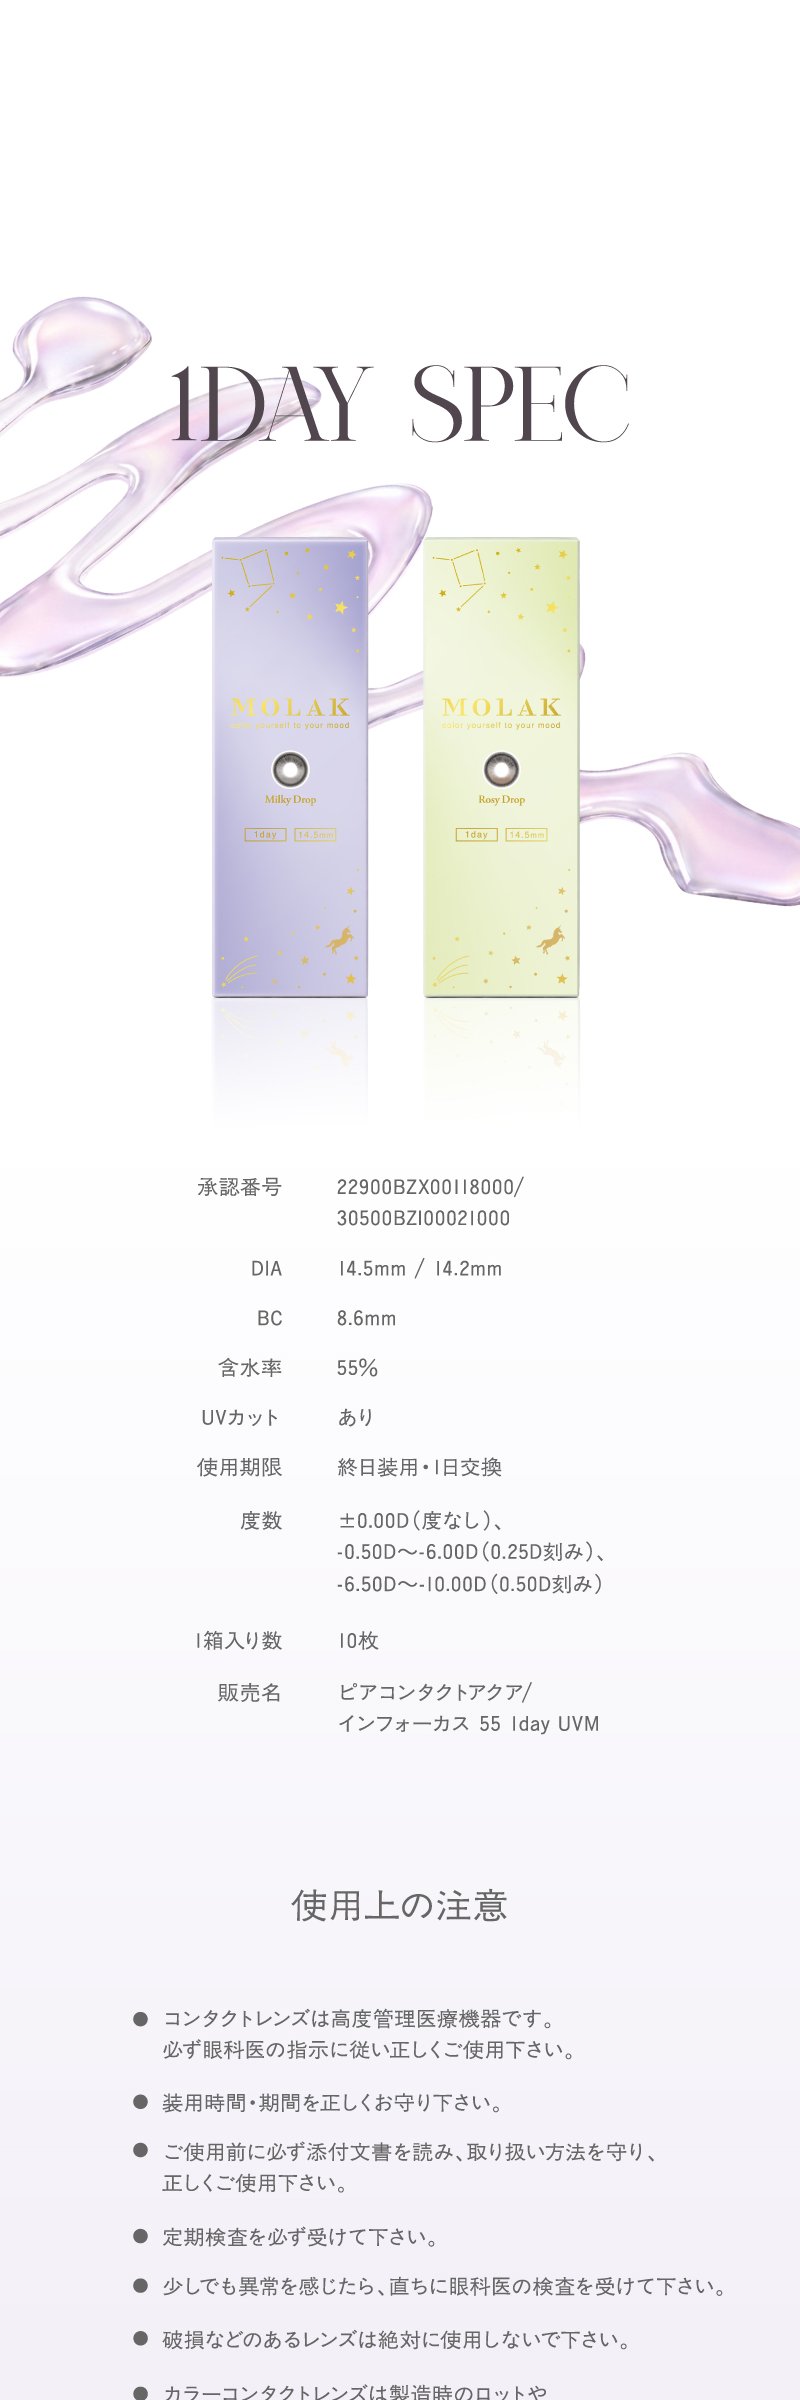 1DAY SPEC
MOLAK
color yourself to your mood
Milky Drop
1day 14.5mm
MOLAK
color yourself to your mood
Rosy Drop
1day 14.5mm
承認番号 22900BZX00118000/
30500BZI00021000
DIA 14.5mm / 14.2mm
BC 8.6mm
含水率 55%
UVカット あり
使用期限 終日装用・1日交換
度数 ±0.00D(度なし)、
-0.50D〜-6.00D(0.25D刻み)、
-6.50D〜-10.00D(0.50D刻み)
1箱入り数 10枚
販売名 ピアコンタクトアクア/
インフォーカス 55 1day UVM
使用上の注意
● コンタクトレンズは高度管理医療機器です。
必ず眼科医の指示に従い正しくご使用下さい。
● 装用時間・期間を正しくお守り下さい。
● ご使用前に必ず添付文書を読み、取り扱い方法を守り、
正しくご使用下さい。
● 定期検査を必ず受けて下さい。
● 少しでも異常を感じたら、直ちに眼科医の検査を受けて下さい。
● 破損などのあるレンズは絶対に使用しないで下さい。
● カラーコンタクトレンズは製造時のロットや